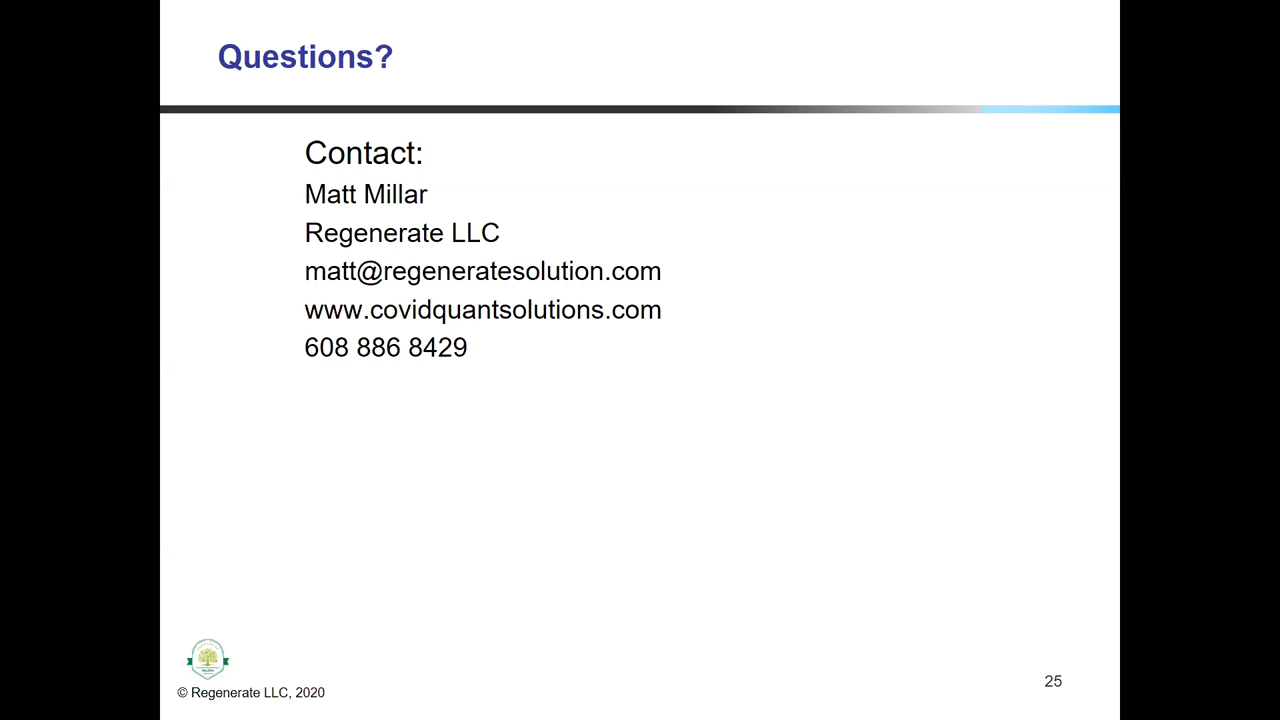 Questions?
Contact:
Matt Millar
Regenerate LLC
matt@regeneratesolution.com
www.covidquantsolutions.com
608 886 8429
© Regenerate LLC, 2020
25